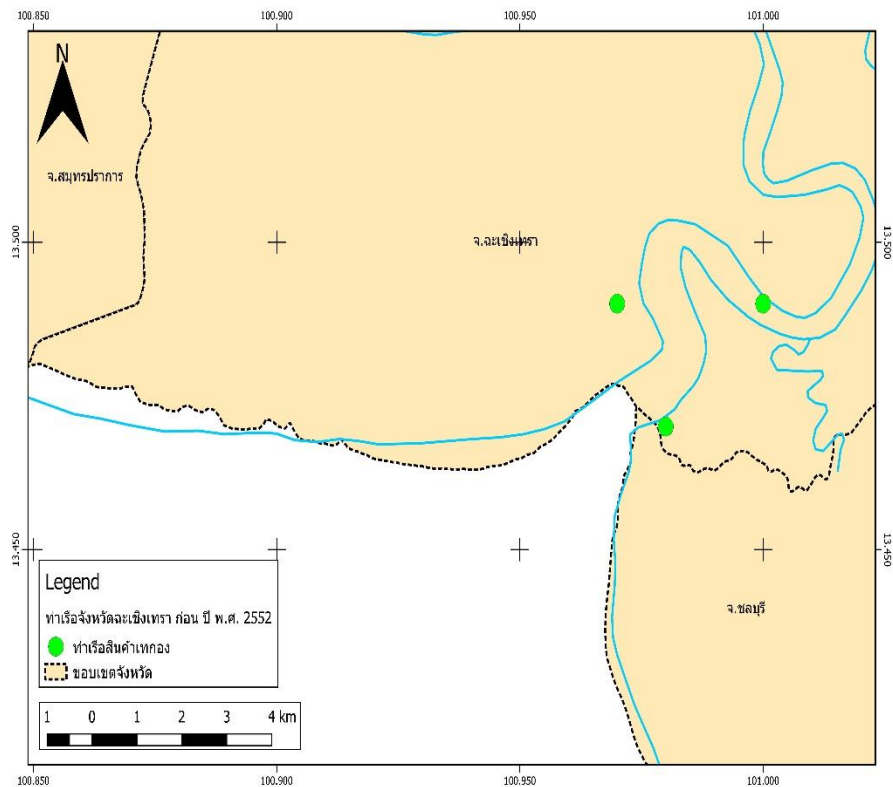 100.850 100.900 100.950 101.000
N
จ.สมุทรปราการ
จ.ฉะเชิงเทรา
13.500 13.500
13.450 13.450
จ.ชลบุรี
Legend
ท่าเรือจังหวัดฉะเชิงเทรา ก่อน ปี พ.ศ. 2552
ท่าเรือสินค้าเทกอง
ขอบเขตจังหวัด
1 0 1 2 3 4 km
100.850 100.900 100.950 101.000